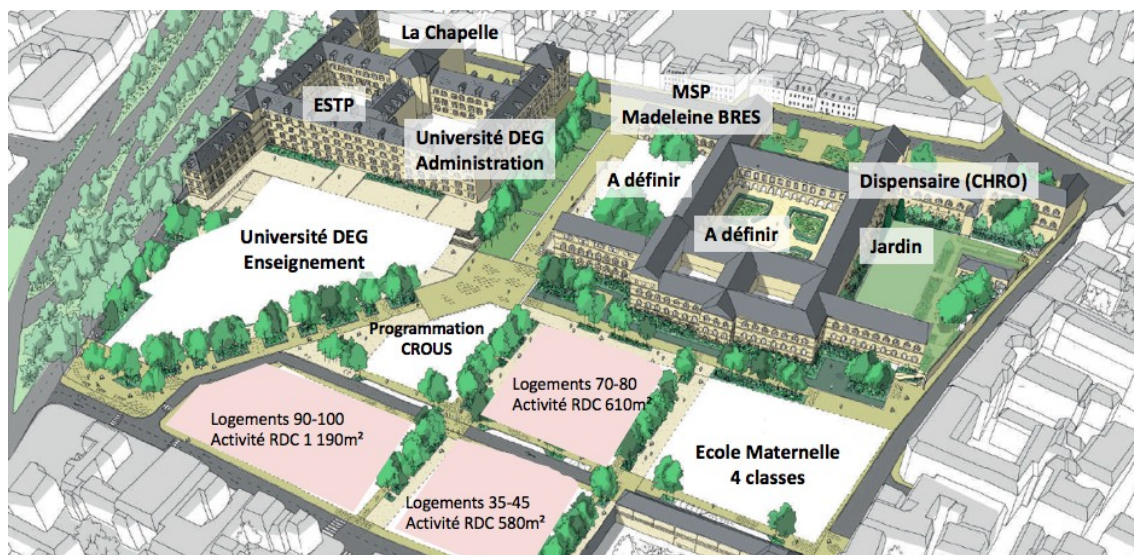 La Chapelle
ESTP
Université DEG
Administration
MSP
Madeleine BRES
A définir
Dispensaire (CHRO)
A définir
Jardin
Université DEG
Enseignement
Programmation
CROUS
Logements 70-80
Activité RDC 610m²
Logements 90-100
Activité RDC 1 190m²
Ecole Maternelle
4 classes
Logements 35-45
Activité RDC 580m²